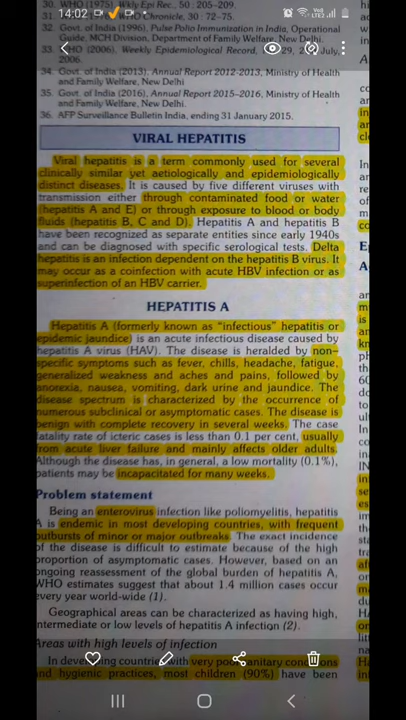 14:02
30. WHO (1975). Wkly Epi Rec., 50 : 205-209.
31. WHO Chronicle, 30 : 72-75.
32. Govt. of India (1996). Pulse Polio Immunization in India, Operational
Guide, MCH Division, Department of Family Welfare, New Delhi.
33. WHO (2006). Weekly Epidemiological Record,
2006.
34. Govt. of India (2013), Annual Report 2012-2013, Ministry of Health
and Family Welfare, New Delhi.
35. Govt. of India (2016), Annual Report 2015-2016, Ministry of Health
and Family Welfare, New Delhi
36. AFP Surveillance Bulletin India, ending 31 January 2015.
VIRAL HEPATITIS
Viral hepatitis is a term commonly used for several
clinically similar yet aetiologically and epidemiologically
distinct diseases. It is caused by five different viruses with
transmission either through contaminated food or water
(hepatitis A and E) or through exposure to blood or body
fluids (hepatitis B, C and D). Hepatitis A and hepatitis B
have been recognized as separate entities since early 1940s
and can be diagnosed with specific serological tests. Delta
hepatitis is an infection dependent on the hepatitis B virus. It
may occur as a coinfection with acute HBV infection or as
superinfection of an HBV carrier.
HEPATITIS A
Hepatitis A (formerly known as "infectious" hepatitis or
epidemic jaundice) is an acute infectious disease caused by
hepatitis A virus (HAV). The disease is heralded by non-
specific symptoms such as fever, chills, headache, fatigue,
generalized weakness and aches and pains, followed by
anorexia, nausea, vomiting, dark urine and jaundice. The
disease spectrum is characterized by the occurrence of
numerous subclinical or asymptomatic cases. The disease is
benign with complete recovery in several weeks. The case
fatality rate of icteric cases is less than 0.1 per cent, usually
from acute liver failure and mainly affects older adults.
Although the disease has, in general, a low mortality (0.1%),
patients may be incapacitated for many weeks.
Problem statement
Being an enterovirus infection like poliomyelitis, hepatitis
A is endemic in most developing countries, with frequent
outbursts of minor or major outbreaks. The exact incidence
of the disease is difficult to estimate because of the high
proportion of asymptomatic cases. However, based on an
ongoing reassessment of the global burden of hepatitis A,
WHO estimates suggest that about 1.4 million cases occur
every year world-wide (1).
Geographical areas can be characterized as having high,
intermediate or low levels of hepatitis A infection (2).
Areas with high levels of infection
In developing countries with very poor sanitary conditions
and hygienic practices, most children (90%) have been